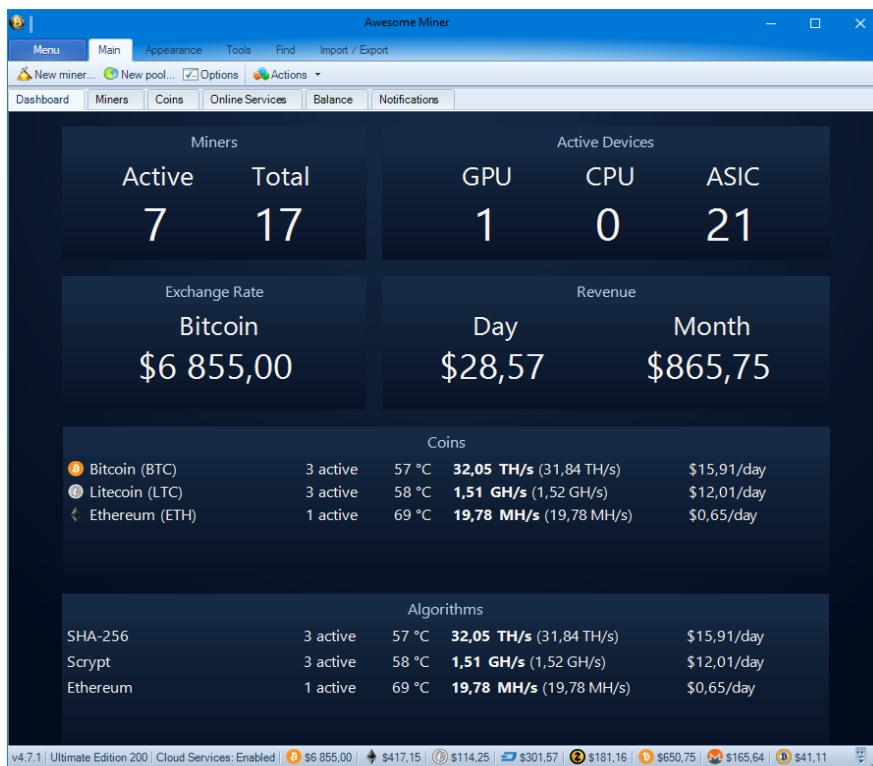 Awesome Miner
Menu Main Appearance Tools Find Import / Export
New miner... New pool... Options Actions
Dashboard Miners Coins Online Services Balance Notifications
Miners
Active Total
7 17
Active Devices
GPU CPU ASIC
1 0 21
Exchange Rate
Bitcoin
$6 855,00
Revenue
Day Month
$28,57 $865,75
Coins
Bitcoin (BTC) 3 active 57 °C 32,05 TH/s (31,84 TH/s) $15,91/day
Litecoin (LTC) 3 active 58 °C 1,51 GH/s (1,52 GH/s) $12,01/day
Ethereum (ETH) 1 active 69 °C 19,78 MH/s (19,78 MH/s) $0,65/day
Algorithms
SHA-256 3 active 57 °C 32,05 TH/s (31,84 TH/s) $15,91/day
Scrypt 3 active 58 °C 1,51 GH/s (1,52 GH/s) $12,01/day
Ethereum 1 active 69 °C 19,78 MH/s (19,78 MH/s) $0,65/day
v4.7.1 Ultimate Edition 200 Cloud Services: Enabled $6 855,00 $417,15 $114,25 $301,57 $181,16 $650,75 $165,64 $41,11